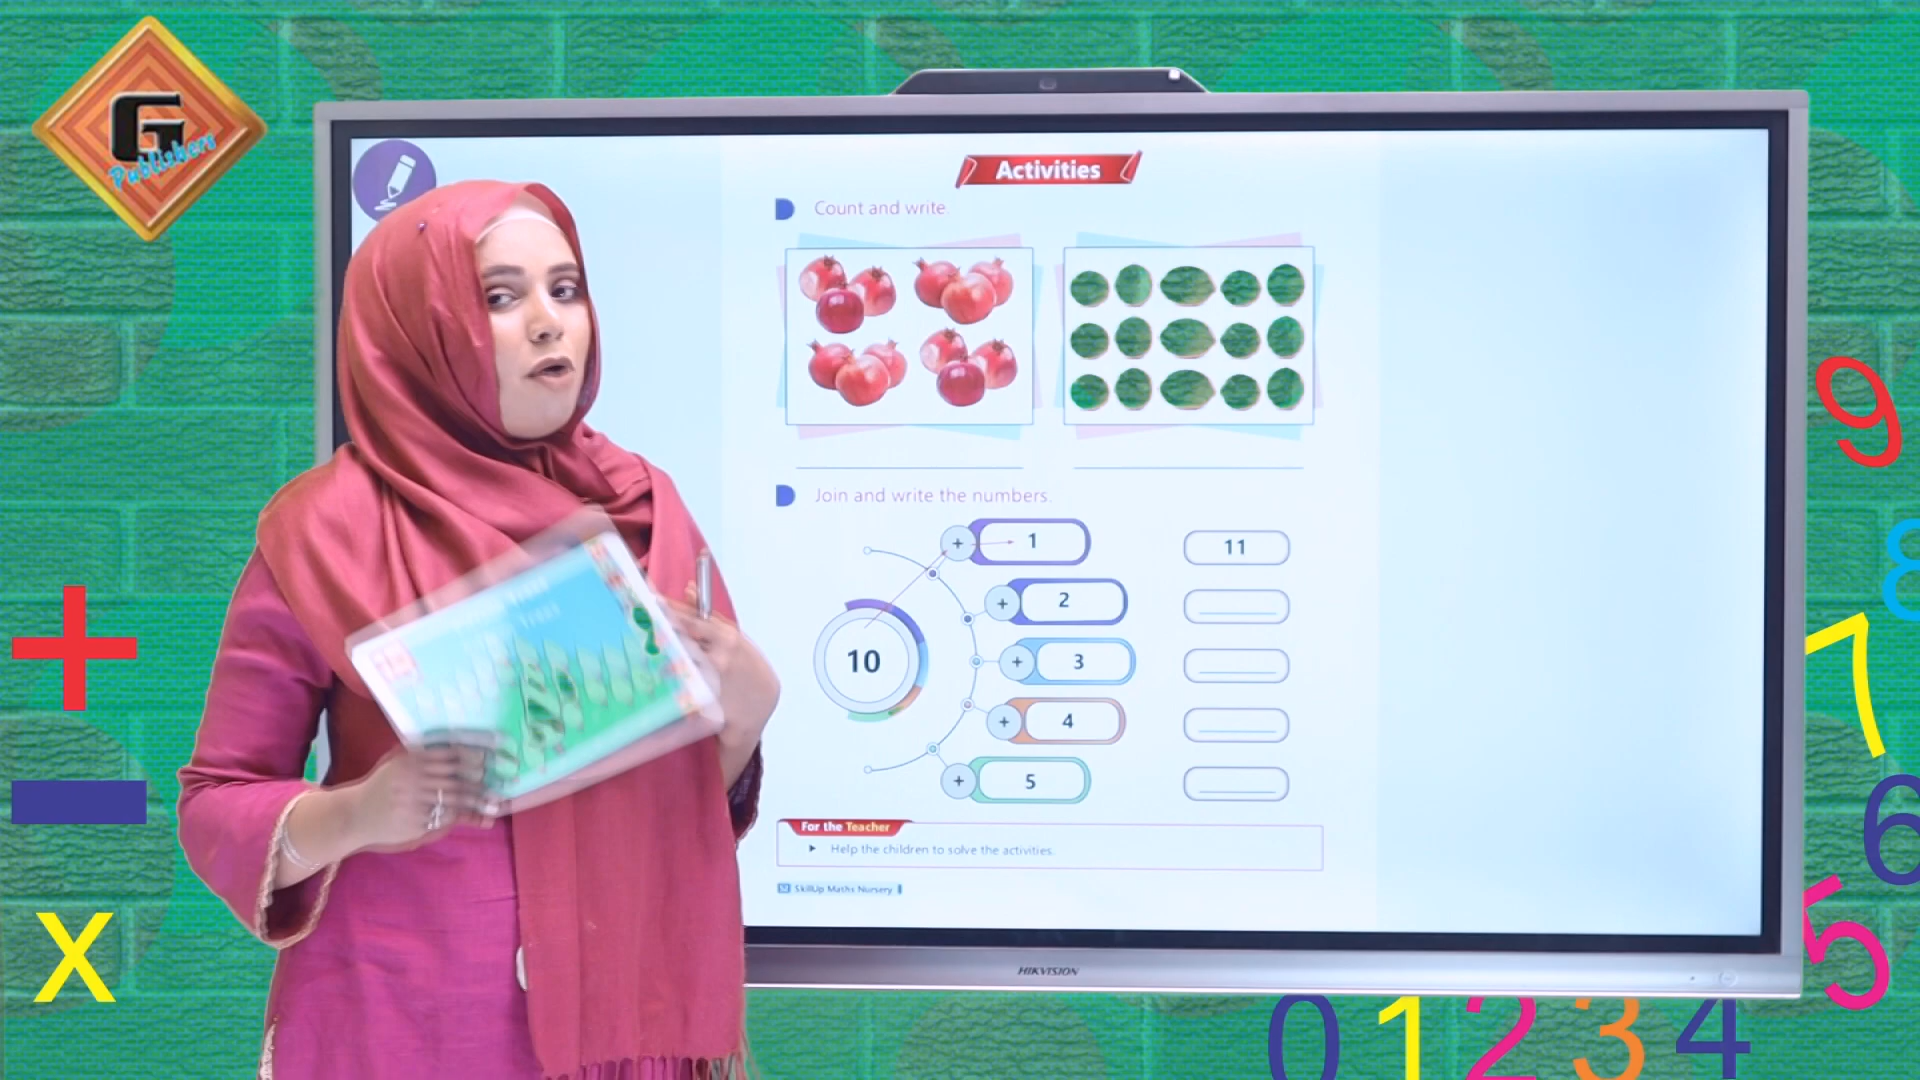 G
Publishers
Activities
Count and write.
Join and write the numbers.
10
+ 1
11
+ 2
+ 3
+ 4
+ 5
For the Teacher
Help the children to solve the activities.
SkillUp Maths Nursery
HIKVISION
+
X
9
8
7
6
5
0 1 2 3 4